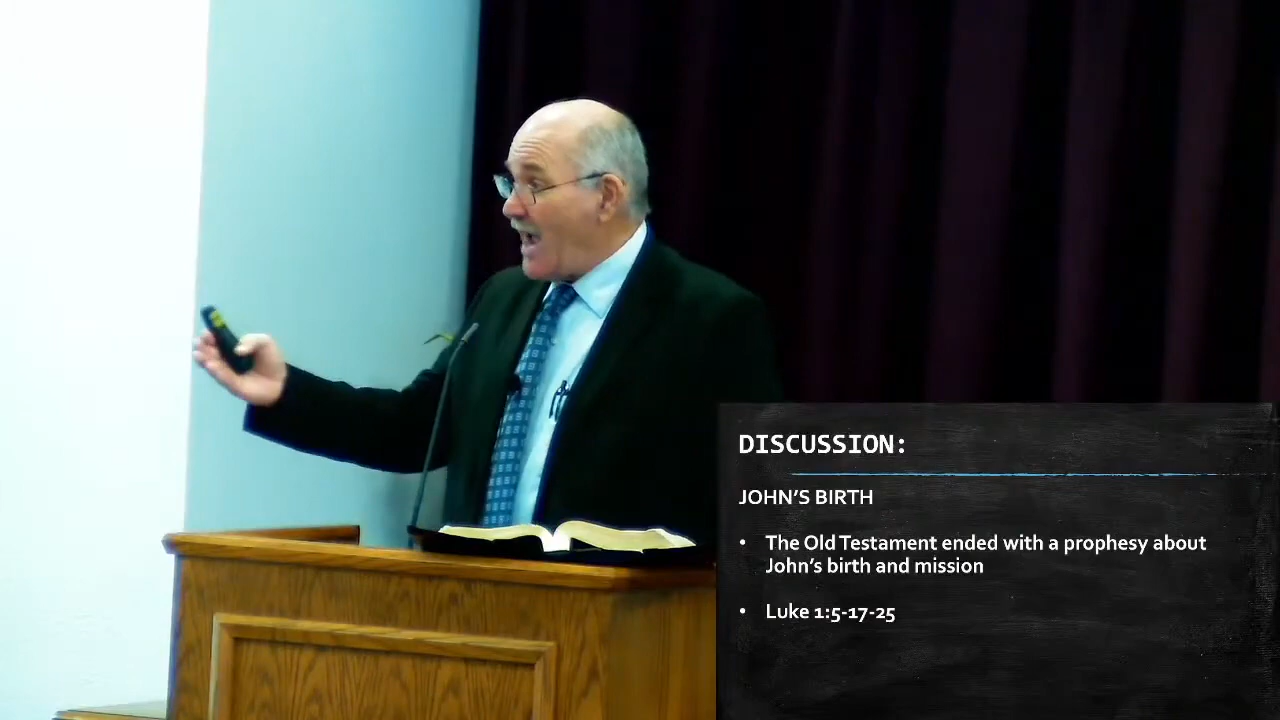 DISCUSSION:
JOHN'S BIRTH
• The Old Testament ended with a prophesy about
John's birth and mission
• Luke 1:5-17-25